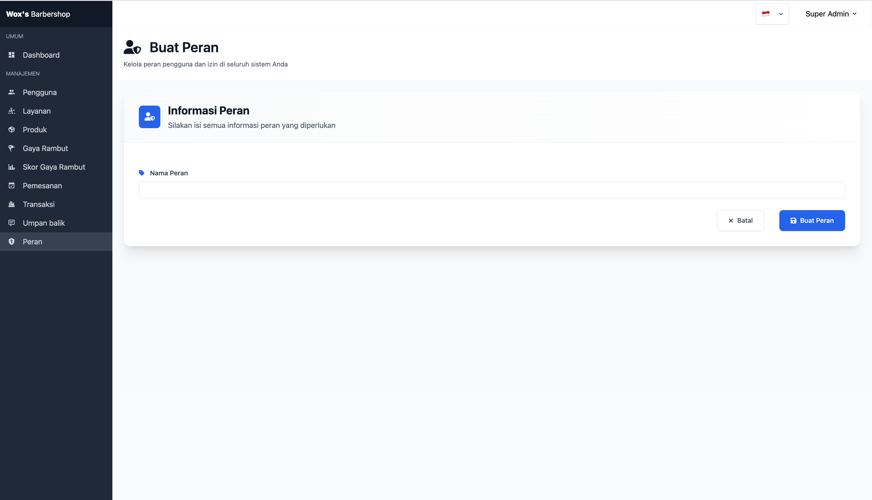 Wox's Barbershop
Super Admin
UMUM
Dashboard
MANAJEMEN
Pengguna
Layanan
Produk
Gaya Rambut
Skor Gaya Rambut
Pemesanan
Transaksi
Umpan balik
Peran
Buat Peran
Kelola peran pengguna dan izin di seluruh sistem Anda
Informasi Peran
Silakan isi semua informasi peran yang diperlukan
Nama Peran
Batal
Buat Peran